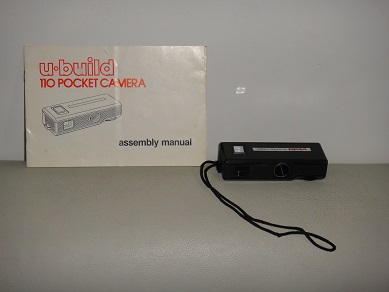 u·build
110 POCKET CAMERA
assembly manual